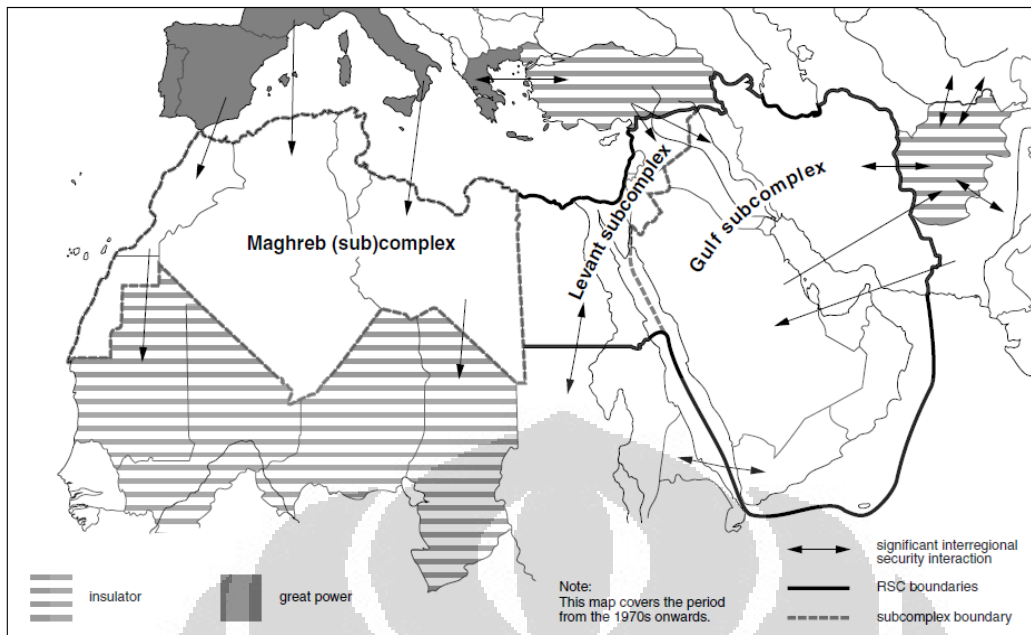 Maghreb (sub)complex
Levant subcomplex
Gulf subcomplex
insulator
great power
Note:
This map covers the period
from the 1970s onwards.
significant interregional
security interaction
RSC boundaries
subcomplex boundary